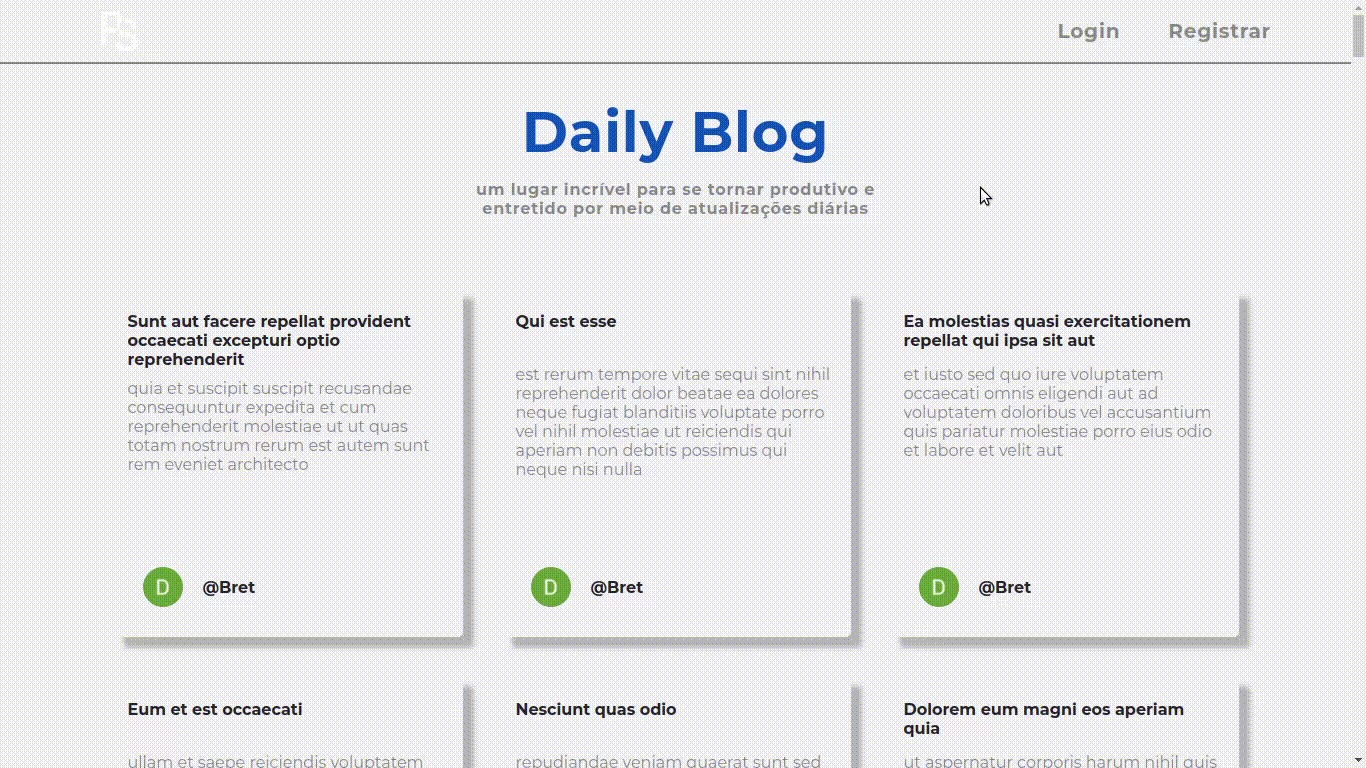 PS
Login Registrar
Daily Blog
um lugar incrível para se tornar produtivo e
entretido por meio de atualizações diárias
Sunt aut facere repellat provident
occaecati excepturi optio
reprehenderit
quia et suscipit suscipit recusandae
consequuntur expedita et cum
reprehenderit molestiae ut ut quas
totam nostrum rerum est autem sunt
rem eveniet architecto
D @Bret
Qui est esse
est rerum tempore vitae sequi sint nihil
reprehenderit dolor beatae ea dolores
neque fugiat blanditiis voluptate porro
vel nihil molestiae ut reiciendis qui
aperiam non debitis possimus qui
neque nisi nulla
D @Bret
Ea molestias quasi exercitationem
repellat qui ipsa sit aut
et iusto sed quo iure voluptatem
occaecati omnis eligendi aut ad
voluptatem doloribus vel accusantium
quis pariatur molestiae porro eius odio
et labore et velit aut
D @Bret
Eum et est occaecati
ullam et saepe reiciendis voluptatem
Nesciunt quas odio
repudiandae veniam quaerat sunt sed
Dolorem eum magni eos aperiam
quia
ut aspernatur corporis harum nihil quis